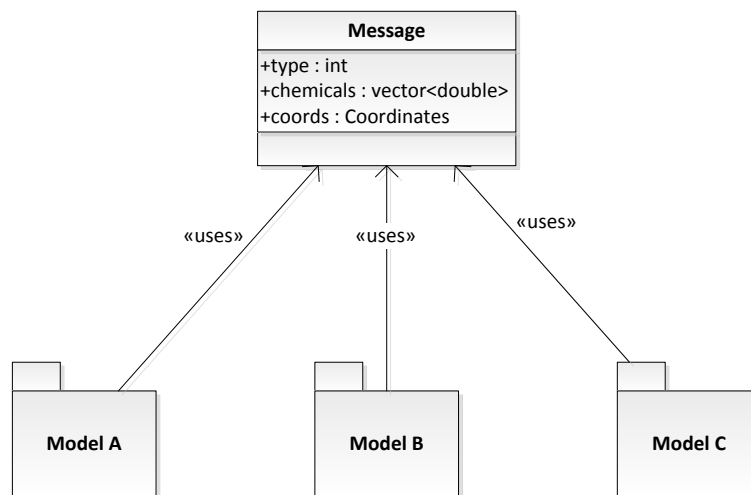 Message
+type : int
+chemicals : vector<double>
+coords : Coordinates
«uses»
«uses»
«uses»
Model A
Model B
Model C